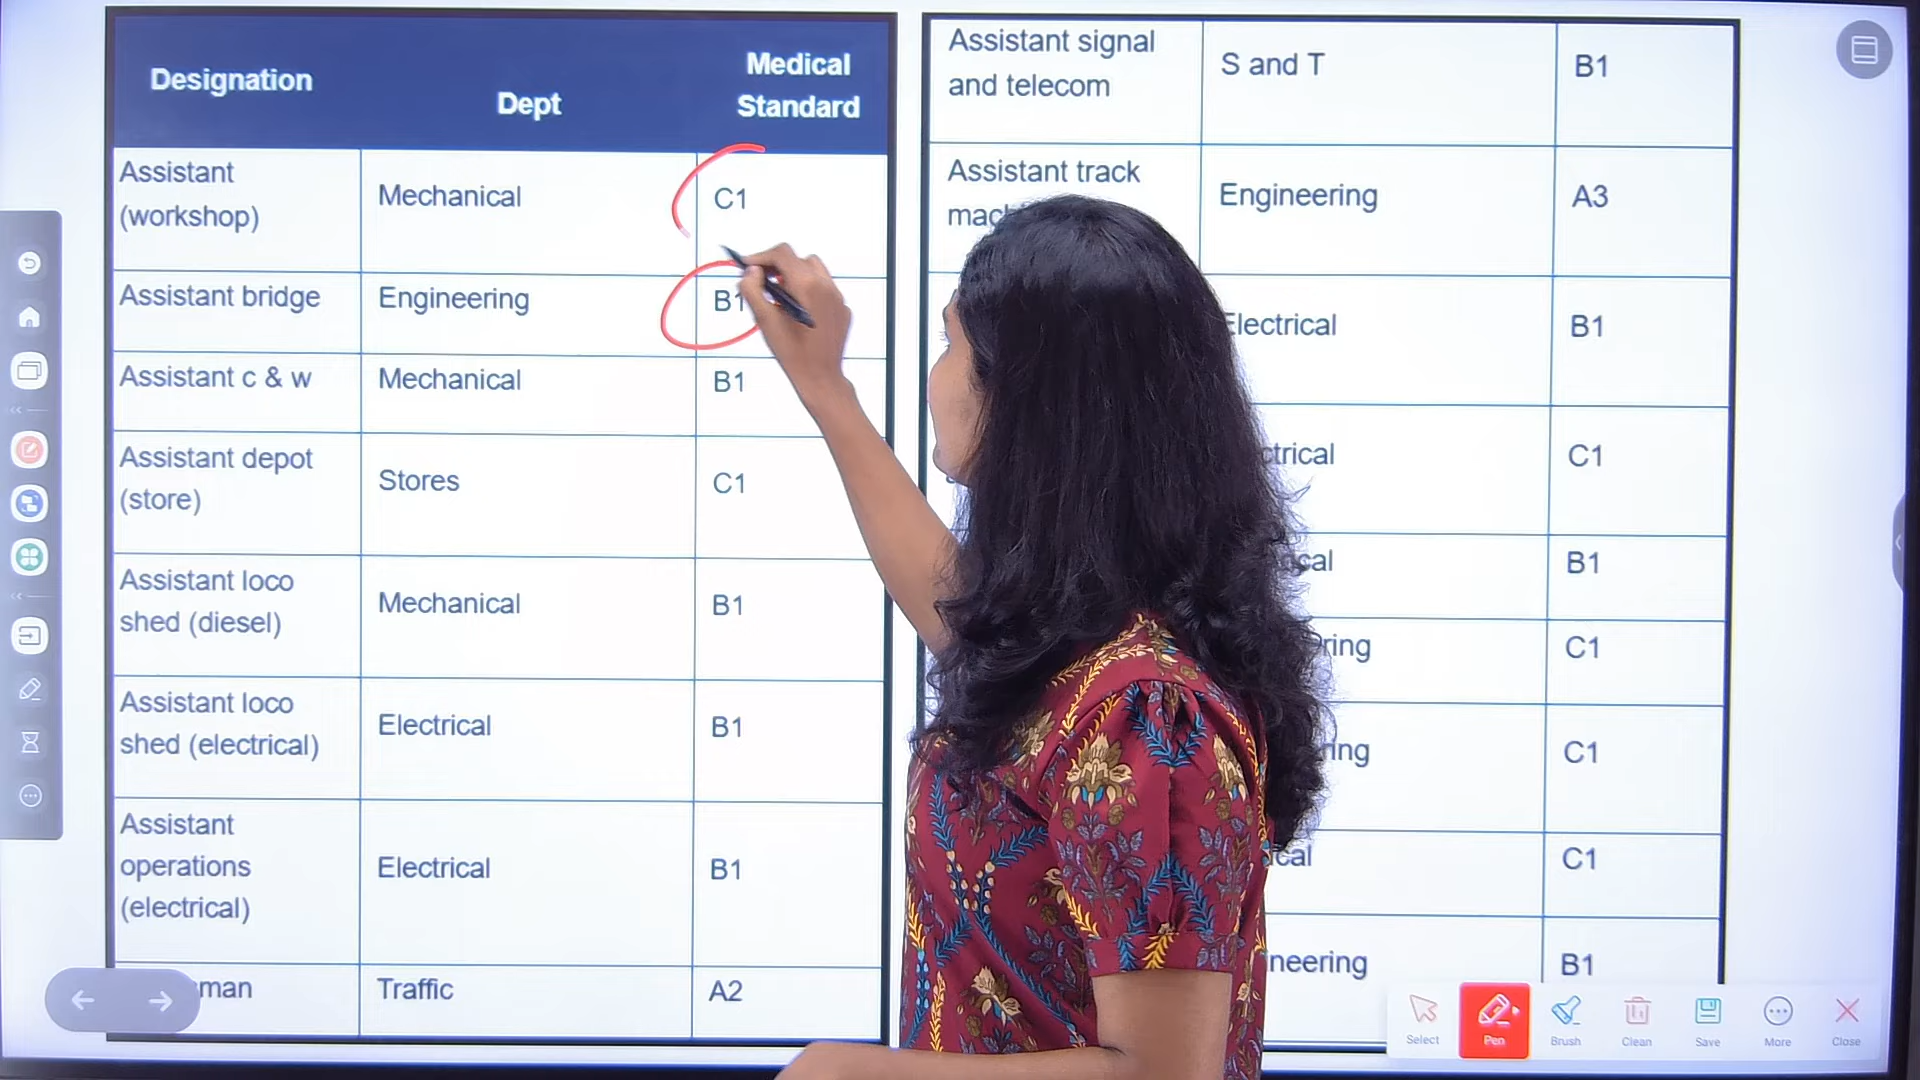 Designation
Dept
Medical
Standard
Assistant
(workshop)
Mechanical
C1
Assistant bridge
Engineering
B1
Assistant c & w
Mechanical
B1
Assistant depot
(store)
Stores
C1
Assistant loco
shed (diesel)
Mechanical
B1
Assistant loco
shed (electrical)
Electrical
B1
Assistant
operations
(electrical)
Electrical
B1
Traffic
A2
Assistant signal
and telecom
S and T
B1
Assistant track
Engineering
A3
Electrical
B1
C1
B1
C1
C1
C1
B1
Select
Pen
Brush
Clean
Save
More
Close